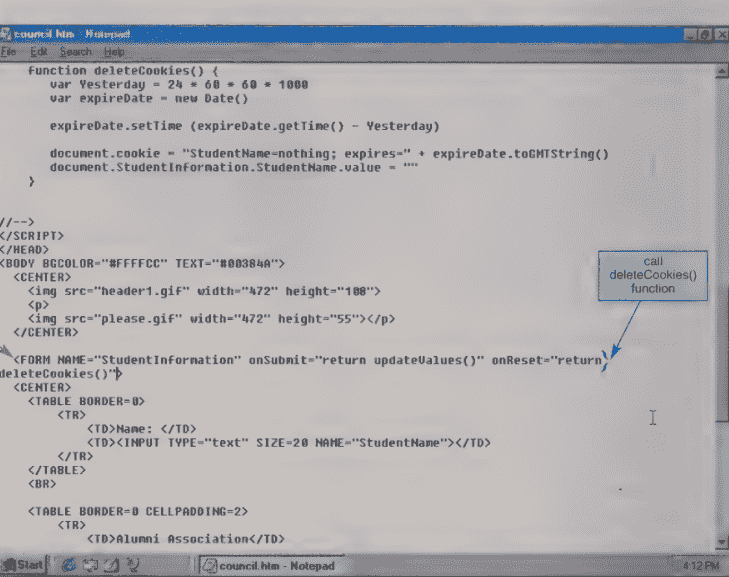 council.htm - Notepad
File Edit Search Help
function deleteCookies() {
var Yesterday = 24 * 60 * 60 * 1000
var expireDate = new Date()
expireDate.setTime (expireDate.getTime() - Yesterday)
document.cookie = "StudentName=nothing; expires=" + expireDate.toGMTString()
document.StudentInformation.StudentName.value = ""
}
//-->
</SCRIPT>
</HEAD>
<BODY BGCOLOR="#FFFFCC" TEXT="#00384A">
<CENTER>
<img src="header1.gif" width="472" height="108">
<p>
<img src="please.gif" width="472" height="55"></p>
</CENTER>
call
deleteCookies()
function
<FORM NAME="StudentInformation" onSubmit="return updateValues()" onReset="return
deleteCookies()">
<CENTER>
<TABLE BORDER=0>
<TR>
<TD>Name: </TD>
<TD><INPUT TYPE="text" SIZE=20 NAME="StudentName"></TD>
</TR>
</TABLE>
<BR>
<TABLE BORDER=0 CELLPADDING=2>
<TR>
<TD>Alumni Association</TD>
Start
council.htm - Notepad
4:12 PM